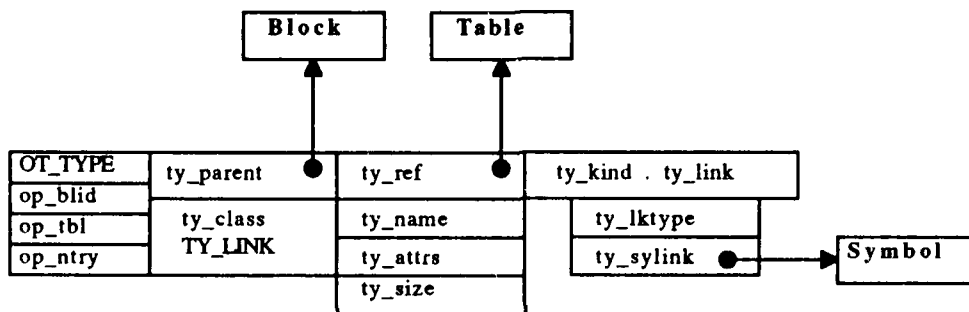 Block
Table
OT_TYPE
op_blid
op_tbl
op_ntry
ty_parent
ty_class
TY_LINK
ty_ref
ty_name
ty_attrs
ty_size
ty_kind . ty_link
ty_lktype
ty_sylink
Symbol